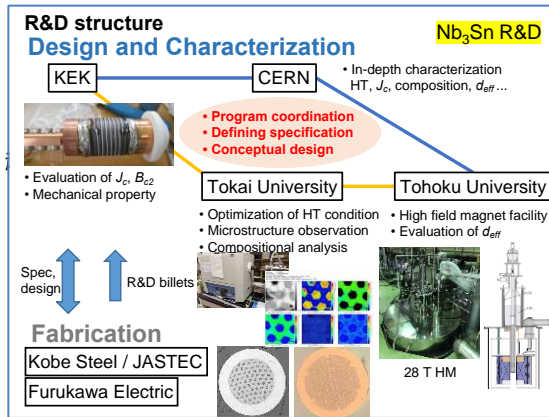 R&D structure
Design and Characterization
Nb3Sn R&D
KEK
CERN
• In-depth characterization
HT, Jc, composition, deff ...
• Program coordination
• Defining specification
• Conceptual design
• Evaluation of Jc, Bc2
• Mechanical property
Tokai University
Tohoku University
• Optimization of HT condition
• Microstructure observation
• Compositional analysis
• High field magnet facility
• Evaluation of deff
Spec,
design
R&D billets
Fabrication
Kobe Steel / JASTEC
Furukawa Electric
28 T HM